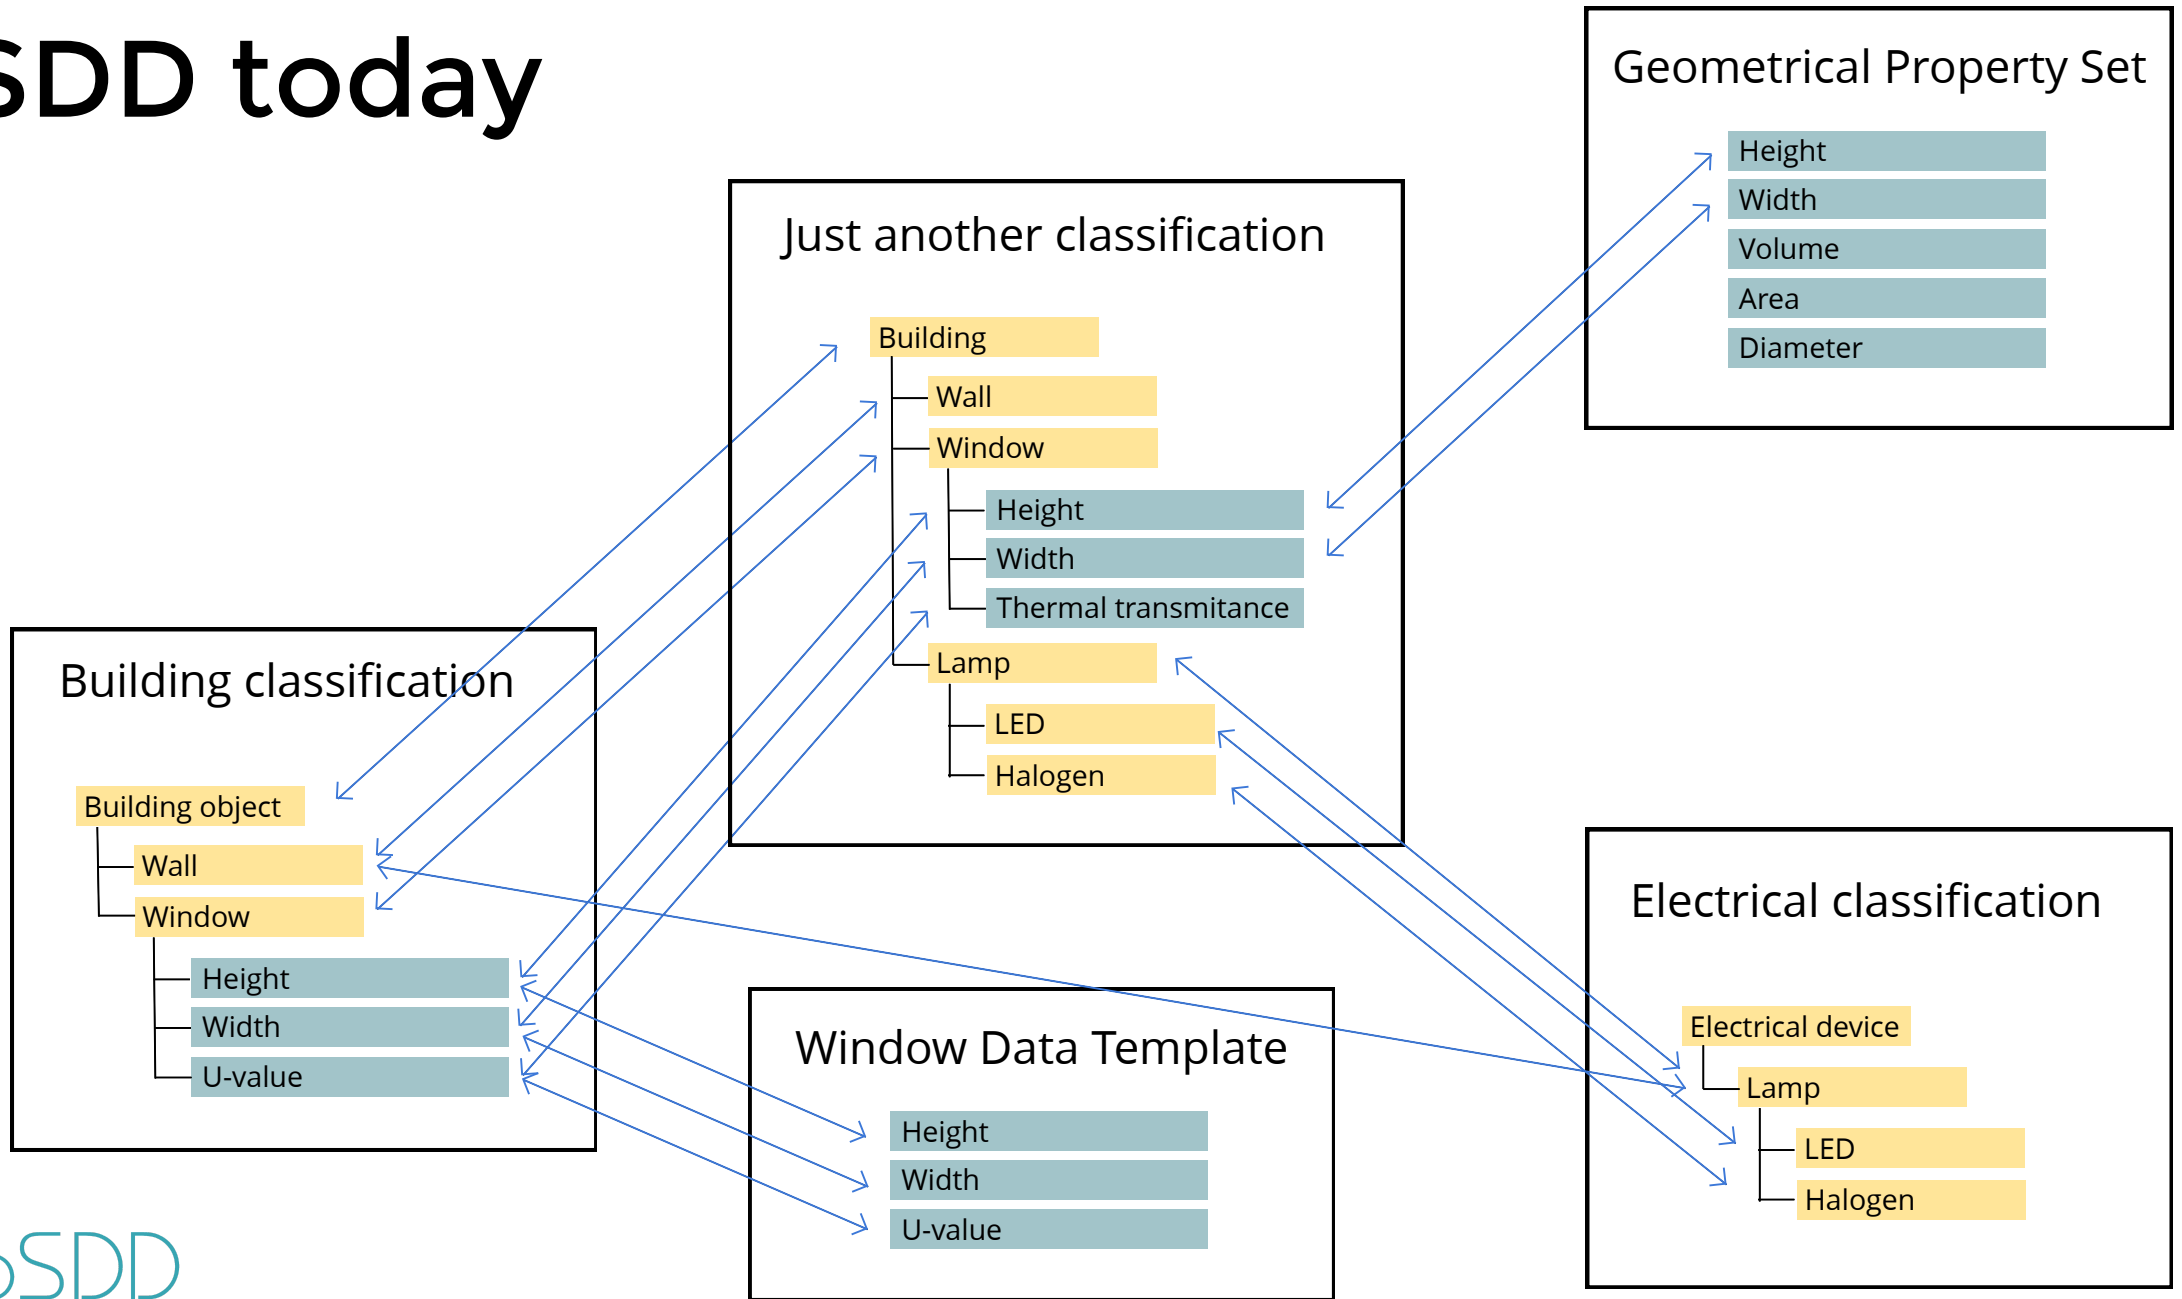 SDD today
Geometrical Property Set
Height
Width
Volume
Area
Diameter
Just another classification
Building
Wall
Window
Height
Width
Thermal transmitance
Lamp
LED
Halogen
Building classification
Building object
Wall
Window
Height
Width
U-value
Window Data Template
Height
Width
U-value
Electrical classification
Electrical device
Lamp
LED
Halogen
bSDD